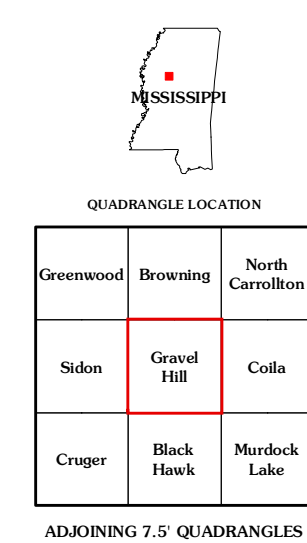 MISSISSIPPI
QUADRANGLE LOCATION
Greenwood
Browning
North
Carrollton
Sidon
Gravel
Hill
Coila
Cruger
Black
Hawk
Murdock
Lake
ADJOINING 7.5' QUADRANGLES